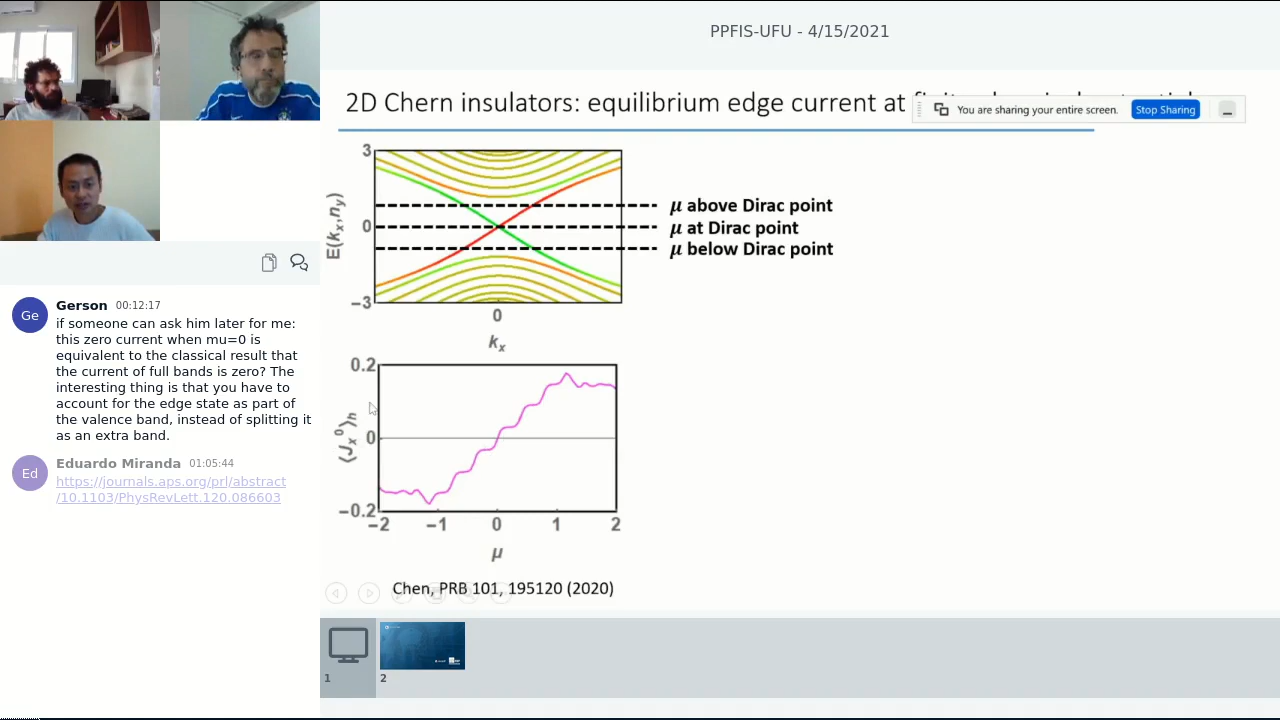 PPFIS-UFU - 4/15/2021
2D Chern insulators: equilibrium edge current at
You are sharing your entire screen.
Stop Sharing
3
0
−3
E(kx,ny)
0
kx
μ above Dirac point
μ at Dirac point
μ below Dirac point
0.2
0
−0.2
⟨Jx0⟩n
−2
−1
0
1
2
μ
Chen, PRB 101, 195120 (2020)
1
2
Ge
Gerson 00:12:17
if someone can ask him later for me:
this zero current when mu=0 is
equivalent to the classical result that
the current of full bands is zero? The
interesting thing is that you have to
account for the edge state as part of
the valence band, instead of splitting it
as an extra band.
Ed
Eduardo Miranda 01:05:44
https://journals.aps.org/prl/abstract
/10.1103/PhysRevLett.120.086603